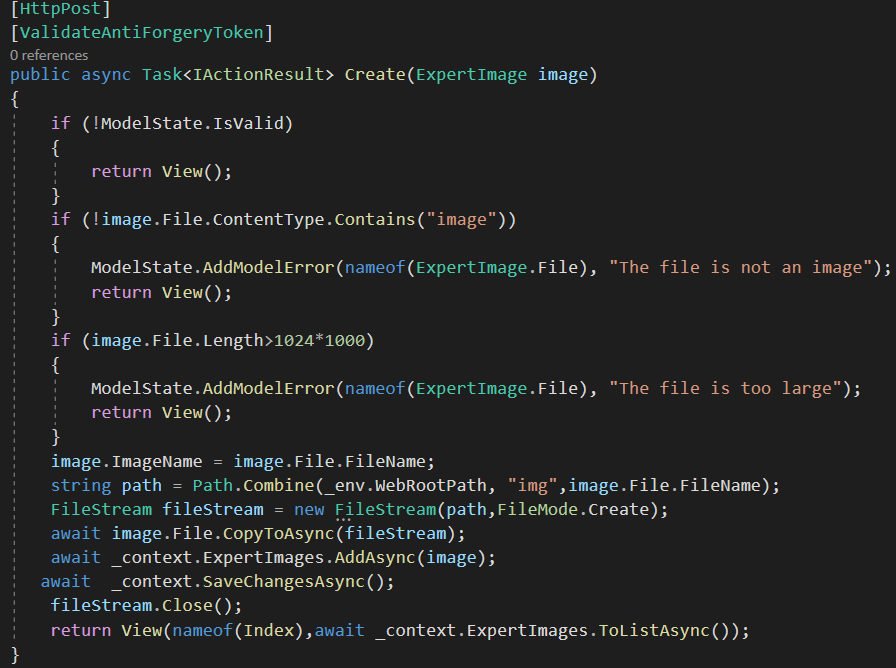 [HttpPost]
[ValidateAntiForgeryToken]
0 references
public async Task<IActionResult> Create(ExpertImage image)
{
if (!ModelState.IsValid)
{
return View();
}
if (!image.File.ContentType.Contains("image"))
{
ModelState.AddModelError(nameof(ExpertImage.File), "The file is not an image");
return View();
}
if (image.File.Length>1024*1000)
{
ModelState.AddModelError(nameof(ExpertImage.File), "The file is too large");
return View();
}
image.ImageName = image.File.FileName;
string path = Path.Combine(_env.WebRootPath, "img",image.File.FileName);
FileStream fileStream = new FileStream(path,FileMode.Create);
await image.File.CopyToAsync(fileStream);
await _context.ExpertImages.AddAsync(image);
await  _context.SaveChangesAsync();
fileStream.Close();
return View(nameof(Index),await _context.ExpertImages.ToListAsync());
}